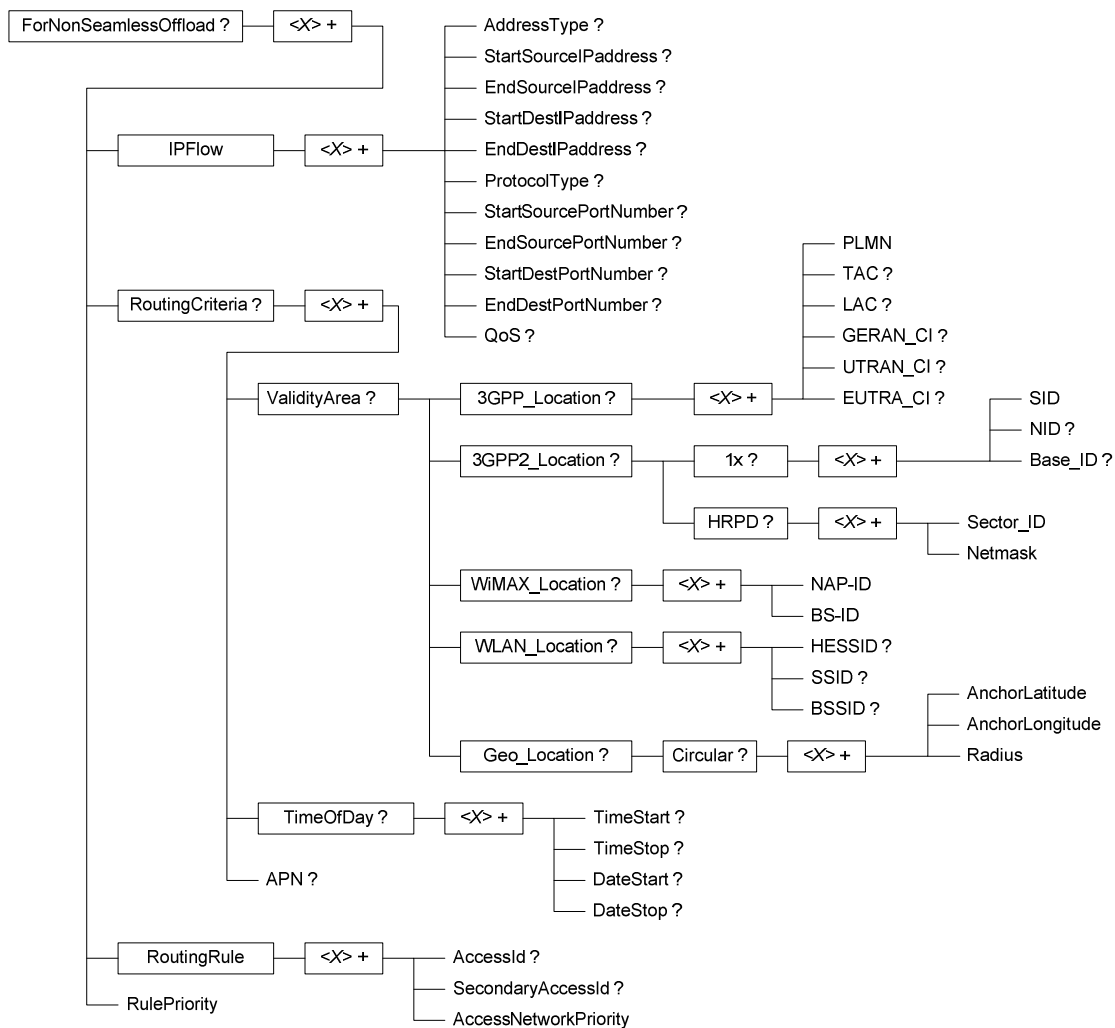 ForNonSeamlessOffload ?
<X> +
AddressType ?
StartSourceIPaddress ?
EndSourceIPaddress ?
StartDestIPaddress ?
IPFlow
<X> +
EndDestIPaddress ?
ProtocolType ?
StartSourcePortNumber ?
EndSourcePortNumber ?
StartDestPortNumber ?
EndDestPortNumber ?
QoS ?
RoutingCriteria ?
<X> +
PLMN
TAC ?
LAC ?
GERAN_CI ?
UTRAN_CI ?
EUTRA_CI ?
ValidityArea ?
3GPP_Location ?
<X> +
SID
NID ?
Base_ID ?
3GPP2_Location ?
1x ?
<X> +
HRPD ?
<X> +
Sector_ID
Netmask
WiMAX_Location ?
<X> +
NAP-ID
BS-ID
WLAN_Location ?
<X> +
HESSID ?
SSID ?
BSSID ?
Geo_Location ?
Circular ?
<X> +
AnchorLatitude
AnchorLongitude
Radius
TimeOfDay ?
<X> +
TimeStart ?
TimeStop ?
DateStart ?
DateStop ?
APN ?
RoutingRule
<X> +
AccessId ?
SecondaryAccessId ?
AccessNetworkPriority
RulePriority